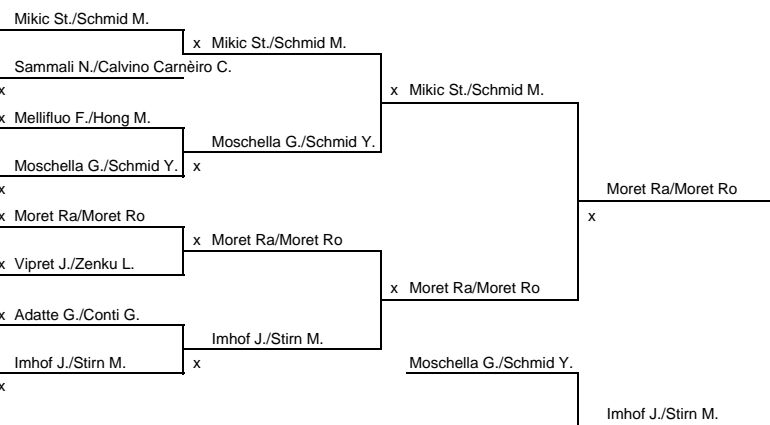 Mikic St./Schmid M.
x Mikic St./Schmid M.
Sammali N./Calvino Carnèiro C.
x
x Mikic St./Schmid M.
x Mellifluo F./Hong M.
Moschella G./Schmid Y.
Moschella G./Schmid Y. x
x
Moret Ra/Moret Ro
x Moret Ra/Moret Ro
x
x Moret Ra/Moret Ro
x Vipret J./Zenku L.
x Moret Ra/Moret Ro
x Adatte G./Conti G.
Imhof J./Stirn M.
Imhof J./Stirn M. x
Moschella G./Schmid Y.
x
Imhof J./Stirn M.